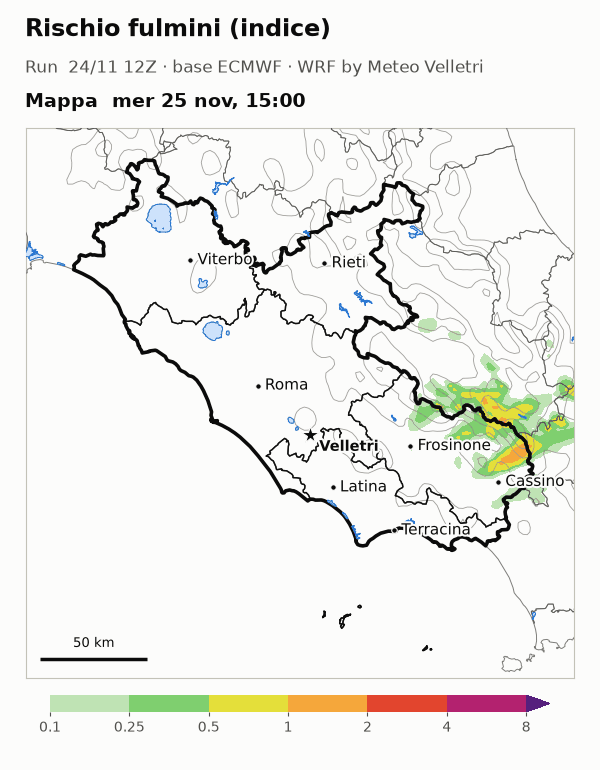 Rischio fulmini (indice)
Run  24/11 12Z · base ECMWF · WRF by Meteo Velletri
Mappa  mer 25 nov, 15:00
Viterbo
Rieti
Roma
Velletri
Frosinone
Latina
Cassino
Terracina
50 km
0.1 0.25 0.5 1 2 4 8